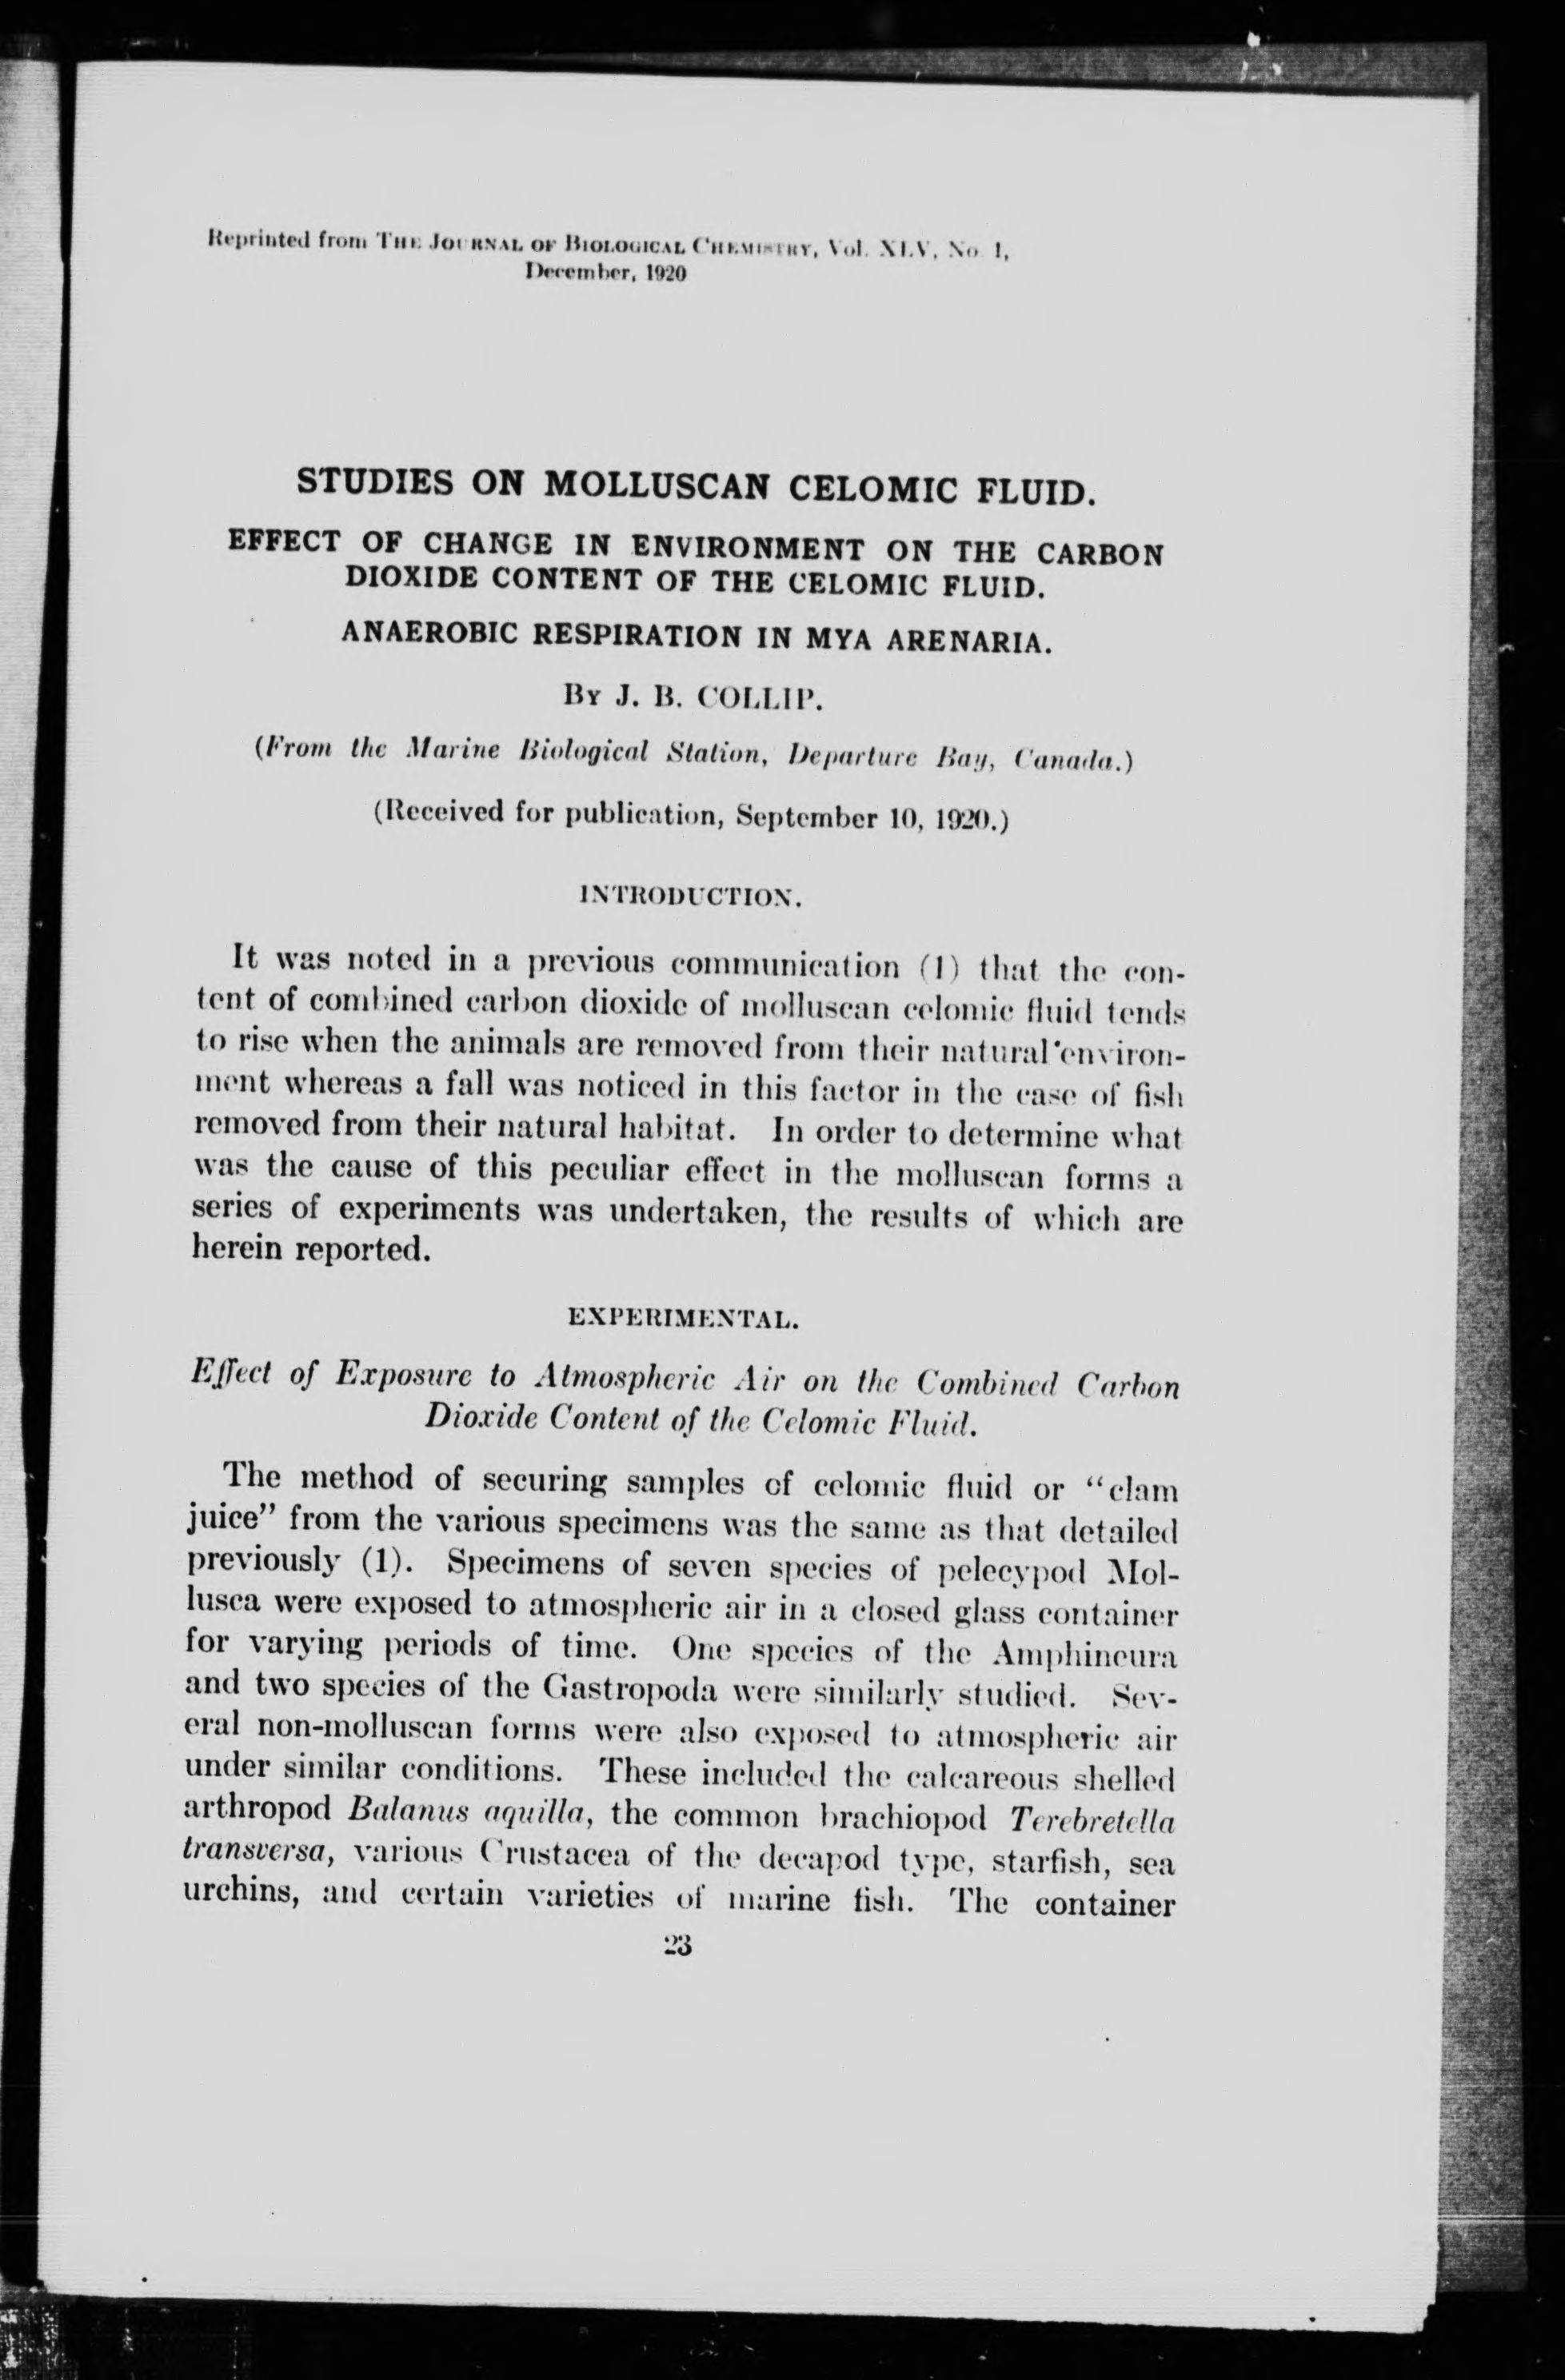 Reprinted from THE JOURNAL OF BIOLOGICAL CHEMISTRY, Vol. XLV, No. 1,
December, 1920
STUDIES ON MOLLUSCAN CELOMIC FLUID.
EFFECT OF CHANGE IN ENVIRONMENT ON THE CARBON
DIOXIDE CONTENT OF THE CELOMIC FLUID.
ANAEROBIC RESPIRATION IN MYA ARENARIA.
BY J. B. COLLIP.
(From the Marine Biological Station, Departure Bay, Canada.)
(Received for publication, September 10, 1920.)
INTRODUCTION.
It was noted in a previous communication (1) that the con-
tent of combined carbon dioxide of molluscan celomic fluid tends
to rise when the animals are removed from their natural environ-
ment whereas a fall was noticed in this factor in the case of fish
removed from their natural habitat. In order to determine what
was the cause of this peculiar effect in the molluscan forms a
series of experiments was undertaken, the results of which are
herein reported.
EXPERIMENTAL.
Effect of Exposure to Atmospheric Air on the Combined Carbon
Dioxide Content of the Celomic Fluid.
The method of securing samples of celomic fluid or "clam
juice" from the various specimens was the same as that detailed
previously (1). Specimens of seven species of pelecypod Mol-
lusca were exposed to atmospheric air in a closed glass container
for varying periods of time. One species of the Amphineura
and two species of the Gastropoda were similarly studied. Sev-
eral non-molluscan forms were also exposed to atmospheric air
under similar conditions. These included the calcareous shelled
arthropod Balanus aquilla, the common brachiopod Terebretella
transversa, various Crustacea of the decapod type, starfish, sea
urchins, and certain varieties of marine fish. The container
23